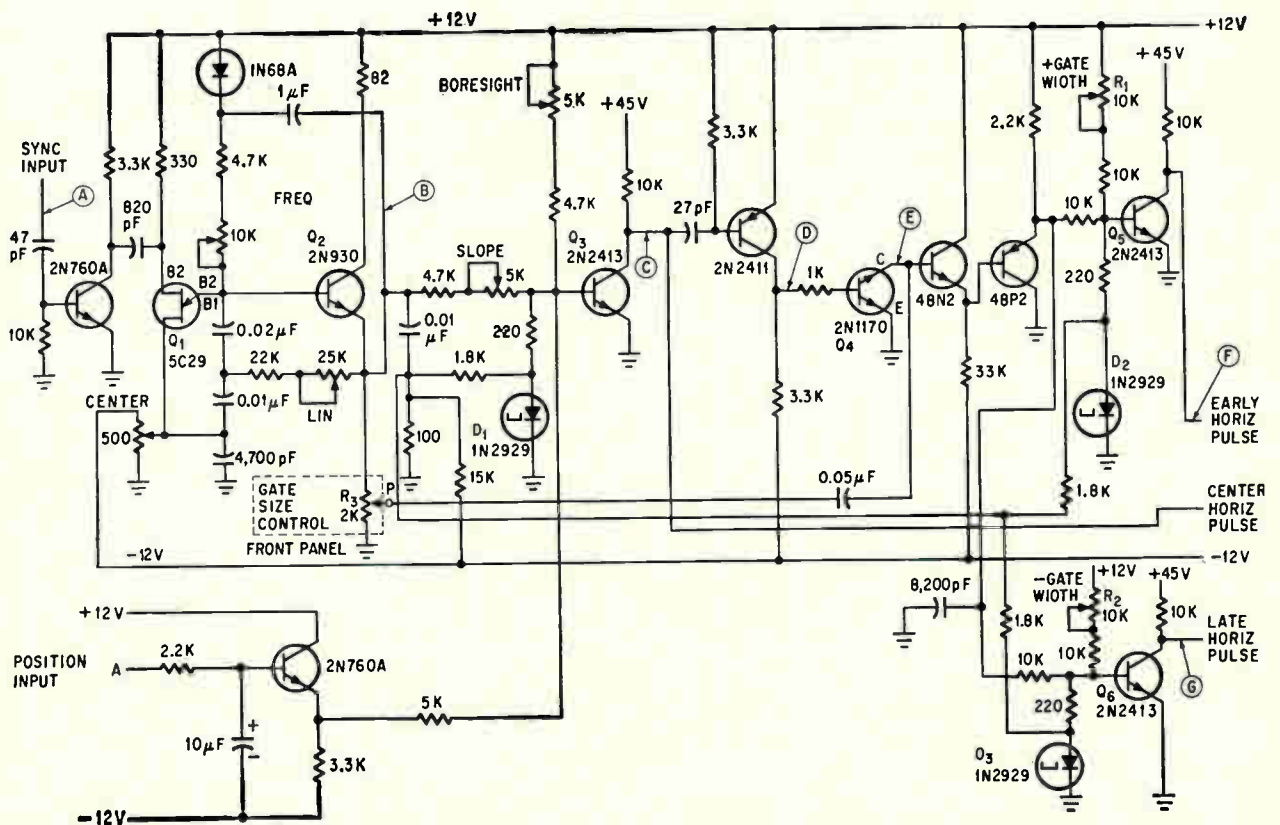 +12V
+12V
1N68A
1µF
82
BORESIGHT
5K
+45V
+GATE
WIOTH
R1
10K
+45V
SYNC
INPUT
A
3.3K
330
4.7K
FREQ
B
3.3K
2.2K
10K
10K
47
pF
820
pF
10K
Q2
2N930
4.7K
10K
27pF
10K
2N760A
B2
B2
B1
SLOPE
4.7K
5K
Q3
2N2413
C
2N2411
D
E
1K
C
E
48N2
48P2
Q5
2N2413
220
10K
Q1
5C29
0.02µF
0.01
µF
220
2N1170
Q4
22K
25K
1.8K
33K
D2
1N2929
F
CENTER
500
0.01µF
LIN
3.3K
EARLY
HORIZ
PULSE
4,700pF
100
D1
1N2929
15K
0.05µF
1.8K
GATE
SIZE
CONTROL
R3
2K
P
CENTER
HORIZ
PULSE
FRONT PANEL
-12V
-12V
8,200pF
-GATE
WIOTH
+12V
R2
10K
+45V
+12V
1.8K
10K
LATE
HORIZ
PULSE
POSITION
INPUT
A
2.2K
2N760A
10K
10K
G
5K
220
Q6
2N2413
10µF
+
-
3.3K
D3
1N2929
-12V